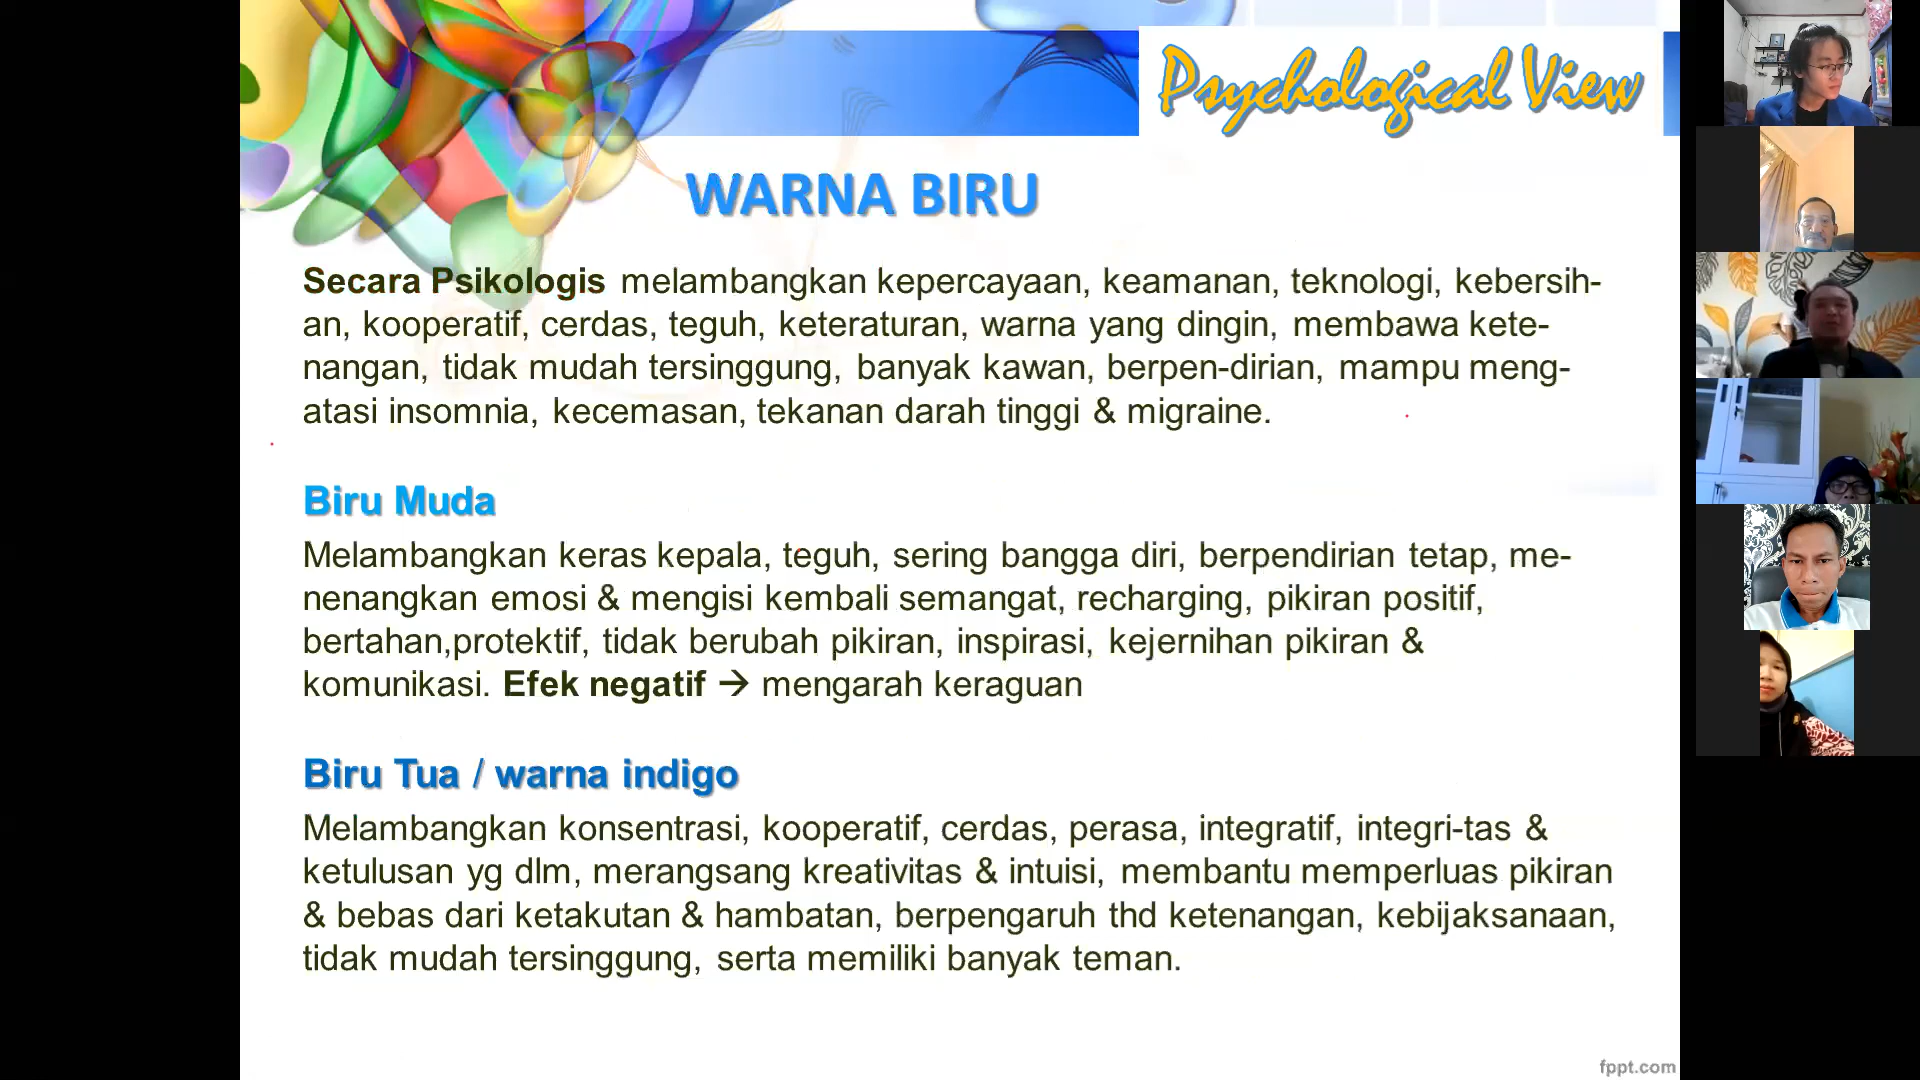 Psychological View
WARNA BIRU
Secara Psikologis melambangkan kepercayaan, keamanan, teknologi, kebersih-
an, kooperatif, cerdas, teguh, keteraturan, warna yang dingin, membawa kete-
nangan, tidak mudah tersinggung, banyak kawan, berpen-dirian, mampu meng-
atasi insomnia, kecemasan, tekanan darah tinggi & migraine.
Biru Muda
Melambangkan keras kepala, teguh, sering bangga diri, berpendirian tetap, me-
nenangkan emosi & mengisi kembali semangat, recharging, pikiran positif,
bertahan,protektif, tidak berubah pikiran, inspirasi, kejernihan pikiran &
komunikasi. Efek negatif → mengarah keraguan
Biru Tua / warna indigo
Melambangkan konsentrasi, kooperatif, cerdas, perasa, integratif, integri-tas &
ketulusan yg dlm, merangsang kreativitas & intuisi, membantu memperluas pikiran
& bebas dari ketakutan & hambatan, berpengaruh thd ketenangan, kebijaksanaan,
tidak mudah tersinggung, serta memiliki banyak teman.
fppt.com